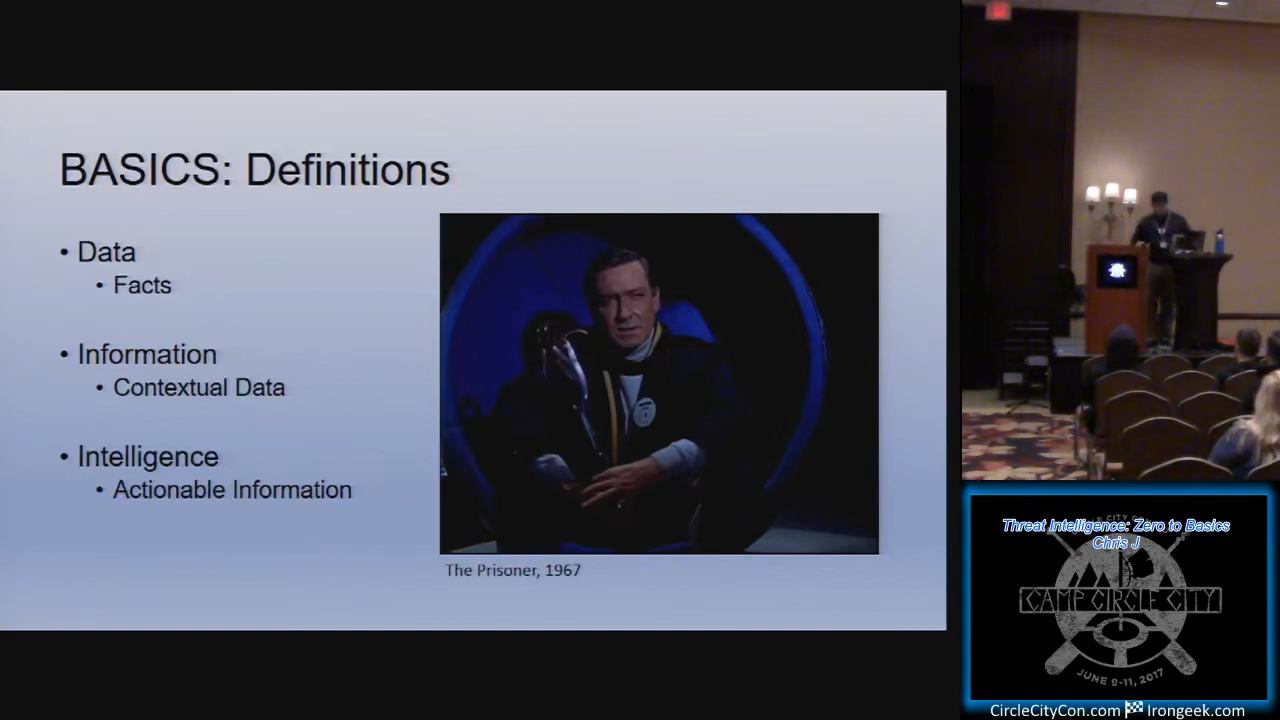 BASICS: Definitions
• Data
• Facts
• Information
• Contextual Data
• Intelligence
• Actionable Information
The Prisoner, 1967
Threat Intelligence: Zero to Basics
Chris J
CAMP CIRCLE CITY
JUNE 9-11, 2017
CircleCityCon.com Irongeek.com